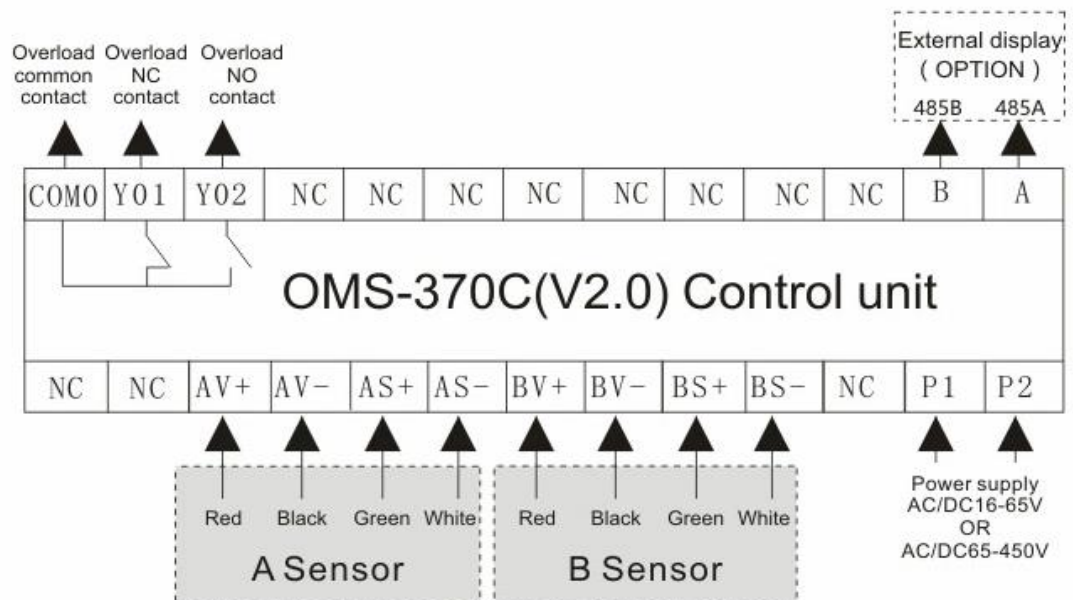 External display
( OPTION )
485B 485A
Overload common contact
Overload NC contact
Overload NO contact
COM0 Y01 Y02 NC NC NC NC NC NC NC NC B A
OMS-370C(V2.0) Control unit
NC NC AV+ AV- AS+ AS- BV+ BV- BS+ BS- NC P1 P2
Red Black Green White
A Sensor
Red Black Green White
B Sensor
Power supply
AC/DC16-65V
OR
AC/DC65-450V